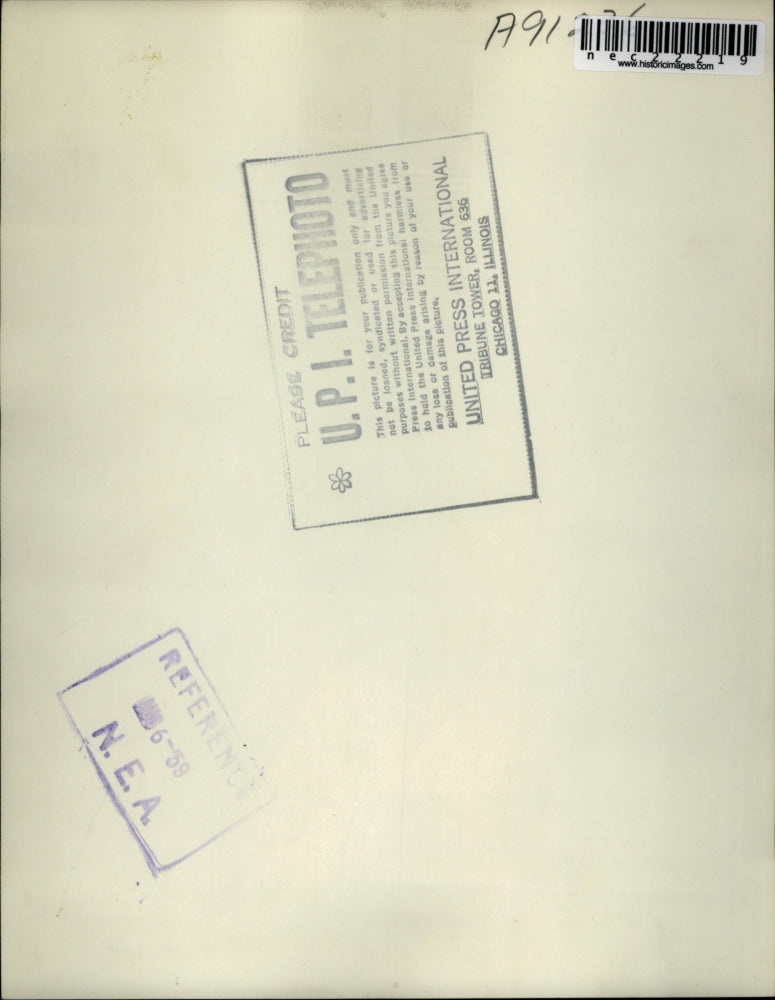 nec22219
www.historicimages.com
PLEASE CREDIT
U.P.I. TELEPHOTO
This picture is for your publication only and must
not be loaned, syndicated or used for advertising
purposes without written permission from the United
Press International. By accepting this picture you agree
to hold the United Press International harmless from
any loss or damage arising by reason of your use or
publication of this picture.
UNITED PRESS INTERNATIONAL
TRIBUNE TOWER, ROOM 636
CHICAGO 11, ILLINOIS
REFERENCE
6-'59
N.E.A.